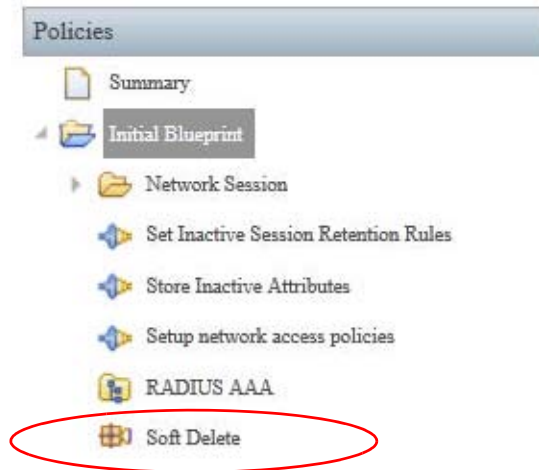 Policies
Summary
Initial Blueprint
Network Session
Set Inactive Session Retention Rules
Store Inactive Attributes
Setup network access policies
RADIUS AAA
Soft Delete